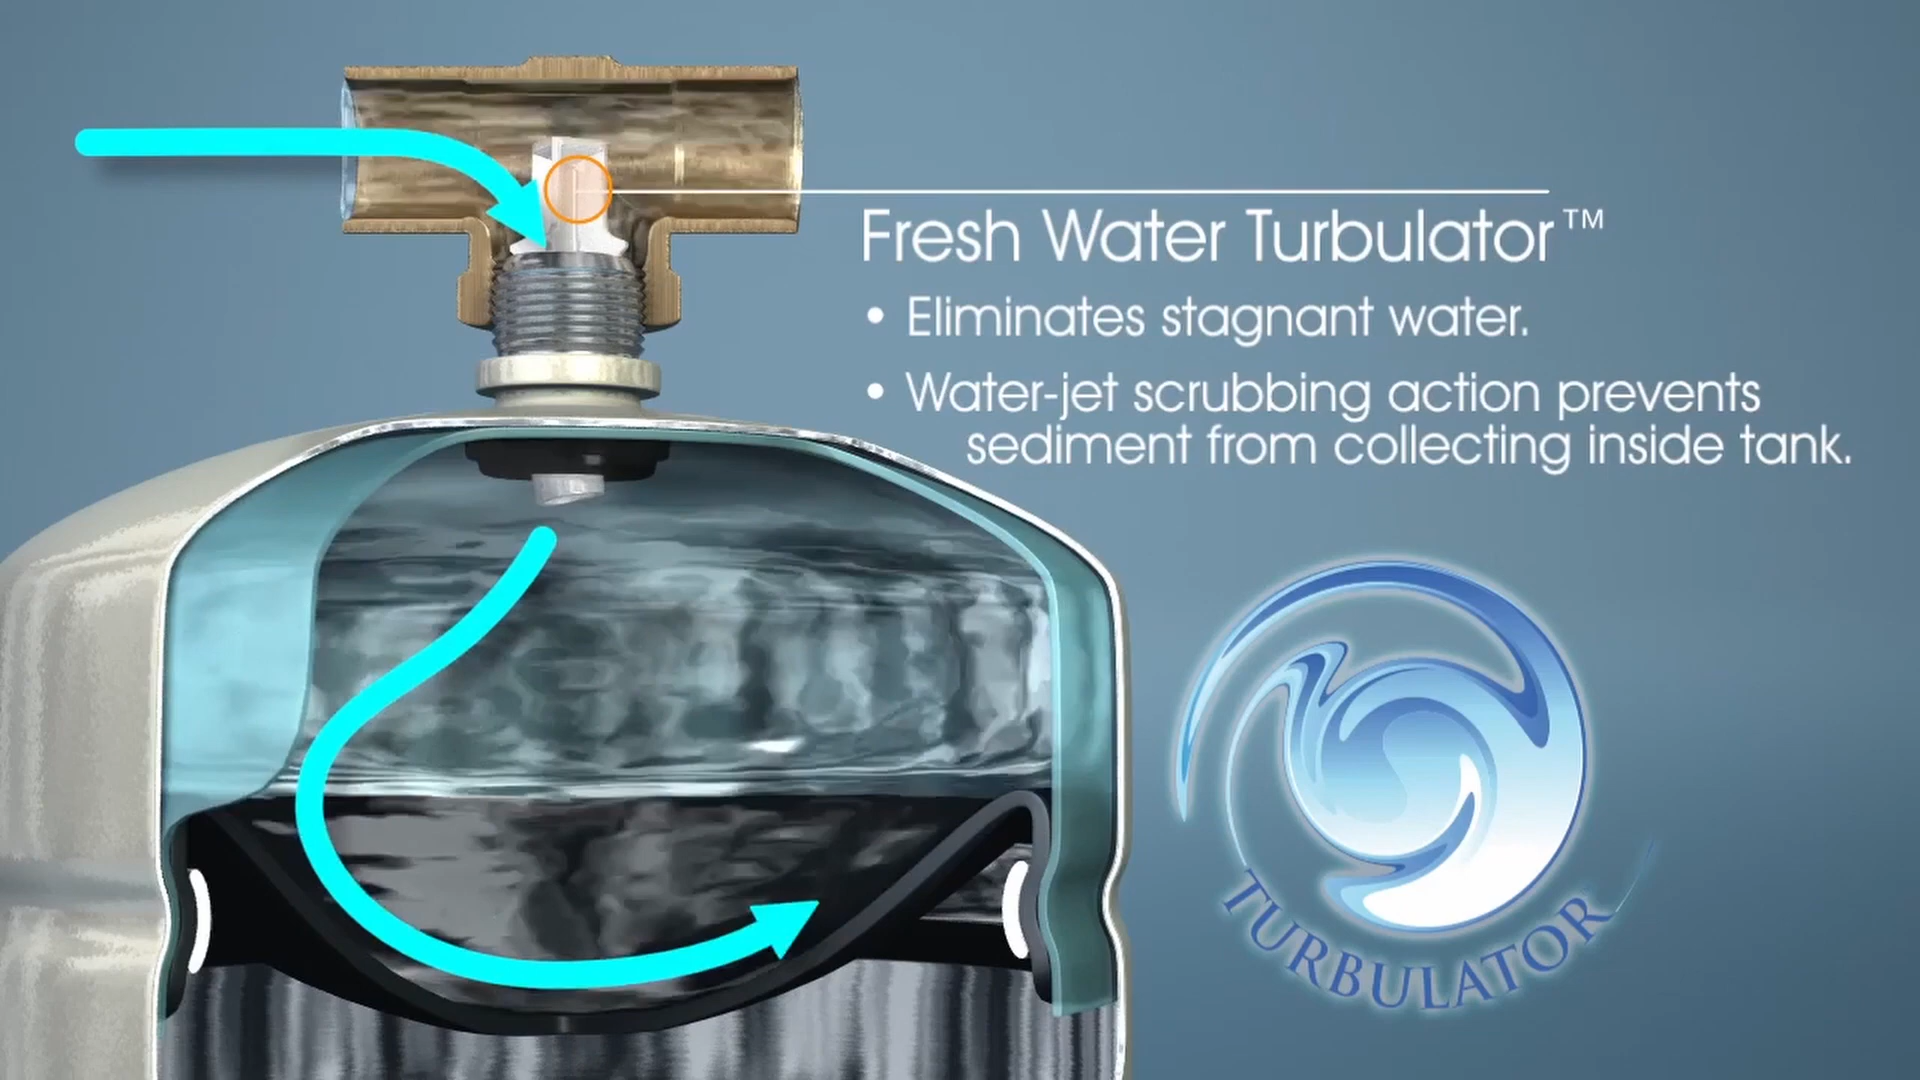 Fresh Water Turbulator™
• Eliminates stagnant water.
• Water-jet scrubbing action prevents
sediment from collecting inside tank.
TURBULATOR